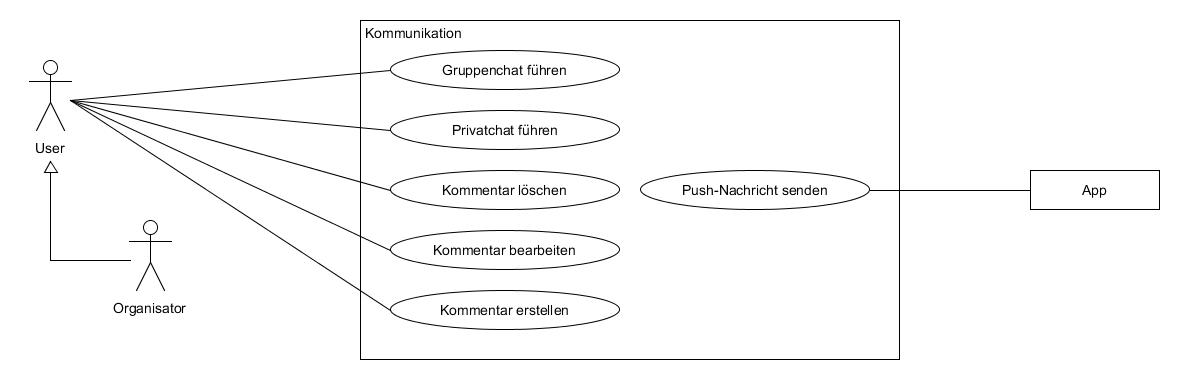 Kommunikation
Gruppenchat führen
Privatchat führen
User
Kommentar löschen
Push-Nachricht senden
App
Kommentar bearbeiten
Organisator
Kommentar erstellen